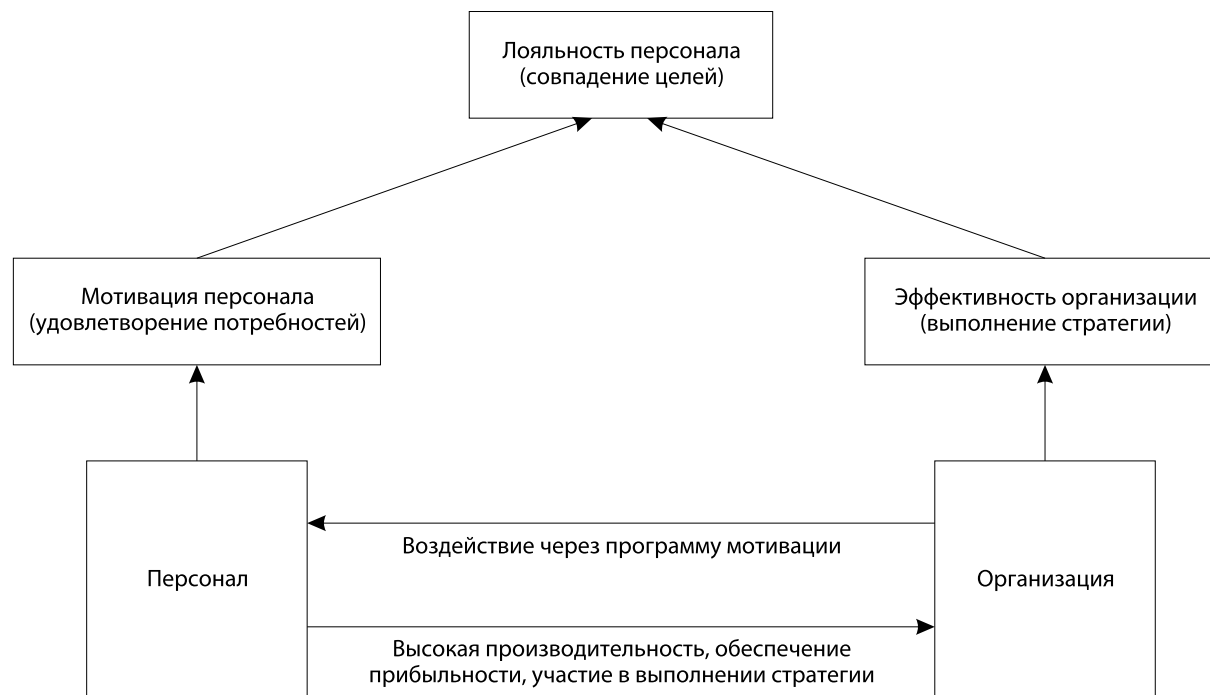 Лояльность персонала
(совпадение целей)
Мотивация персонала
(удовлетворение потребностей)
Эффективность организации
(выполнение стратегии)
Воздействие через программу мотивации
Персонал
Организация
Высокая производительность, обеспечение
прибыльности, участие в выполнении стратегии